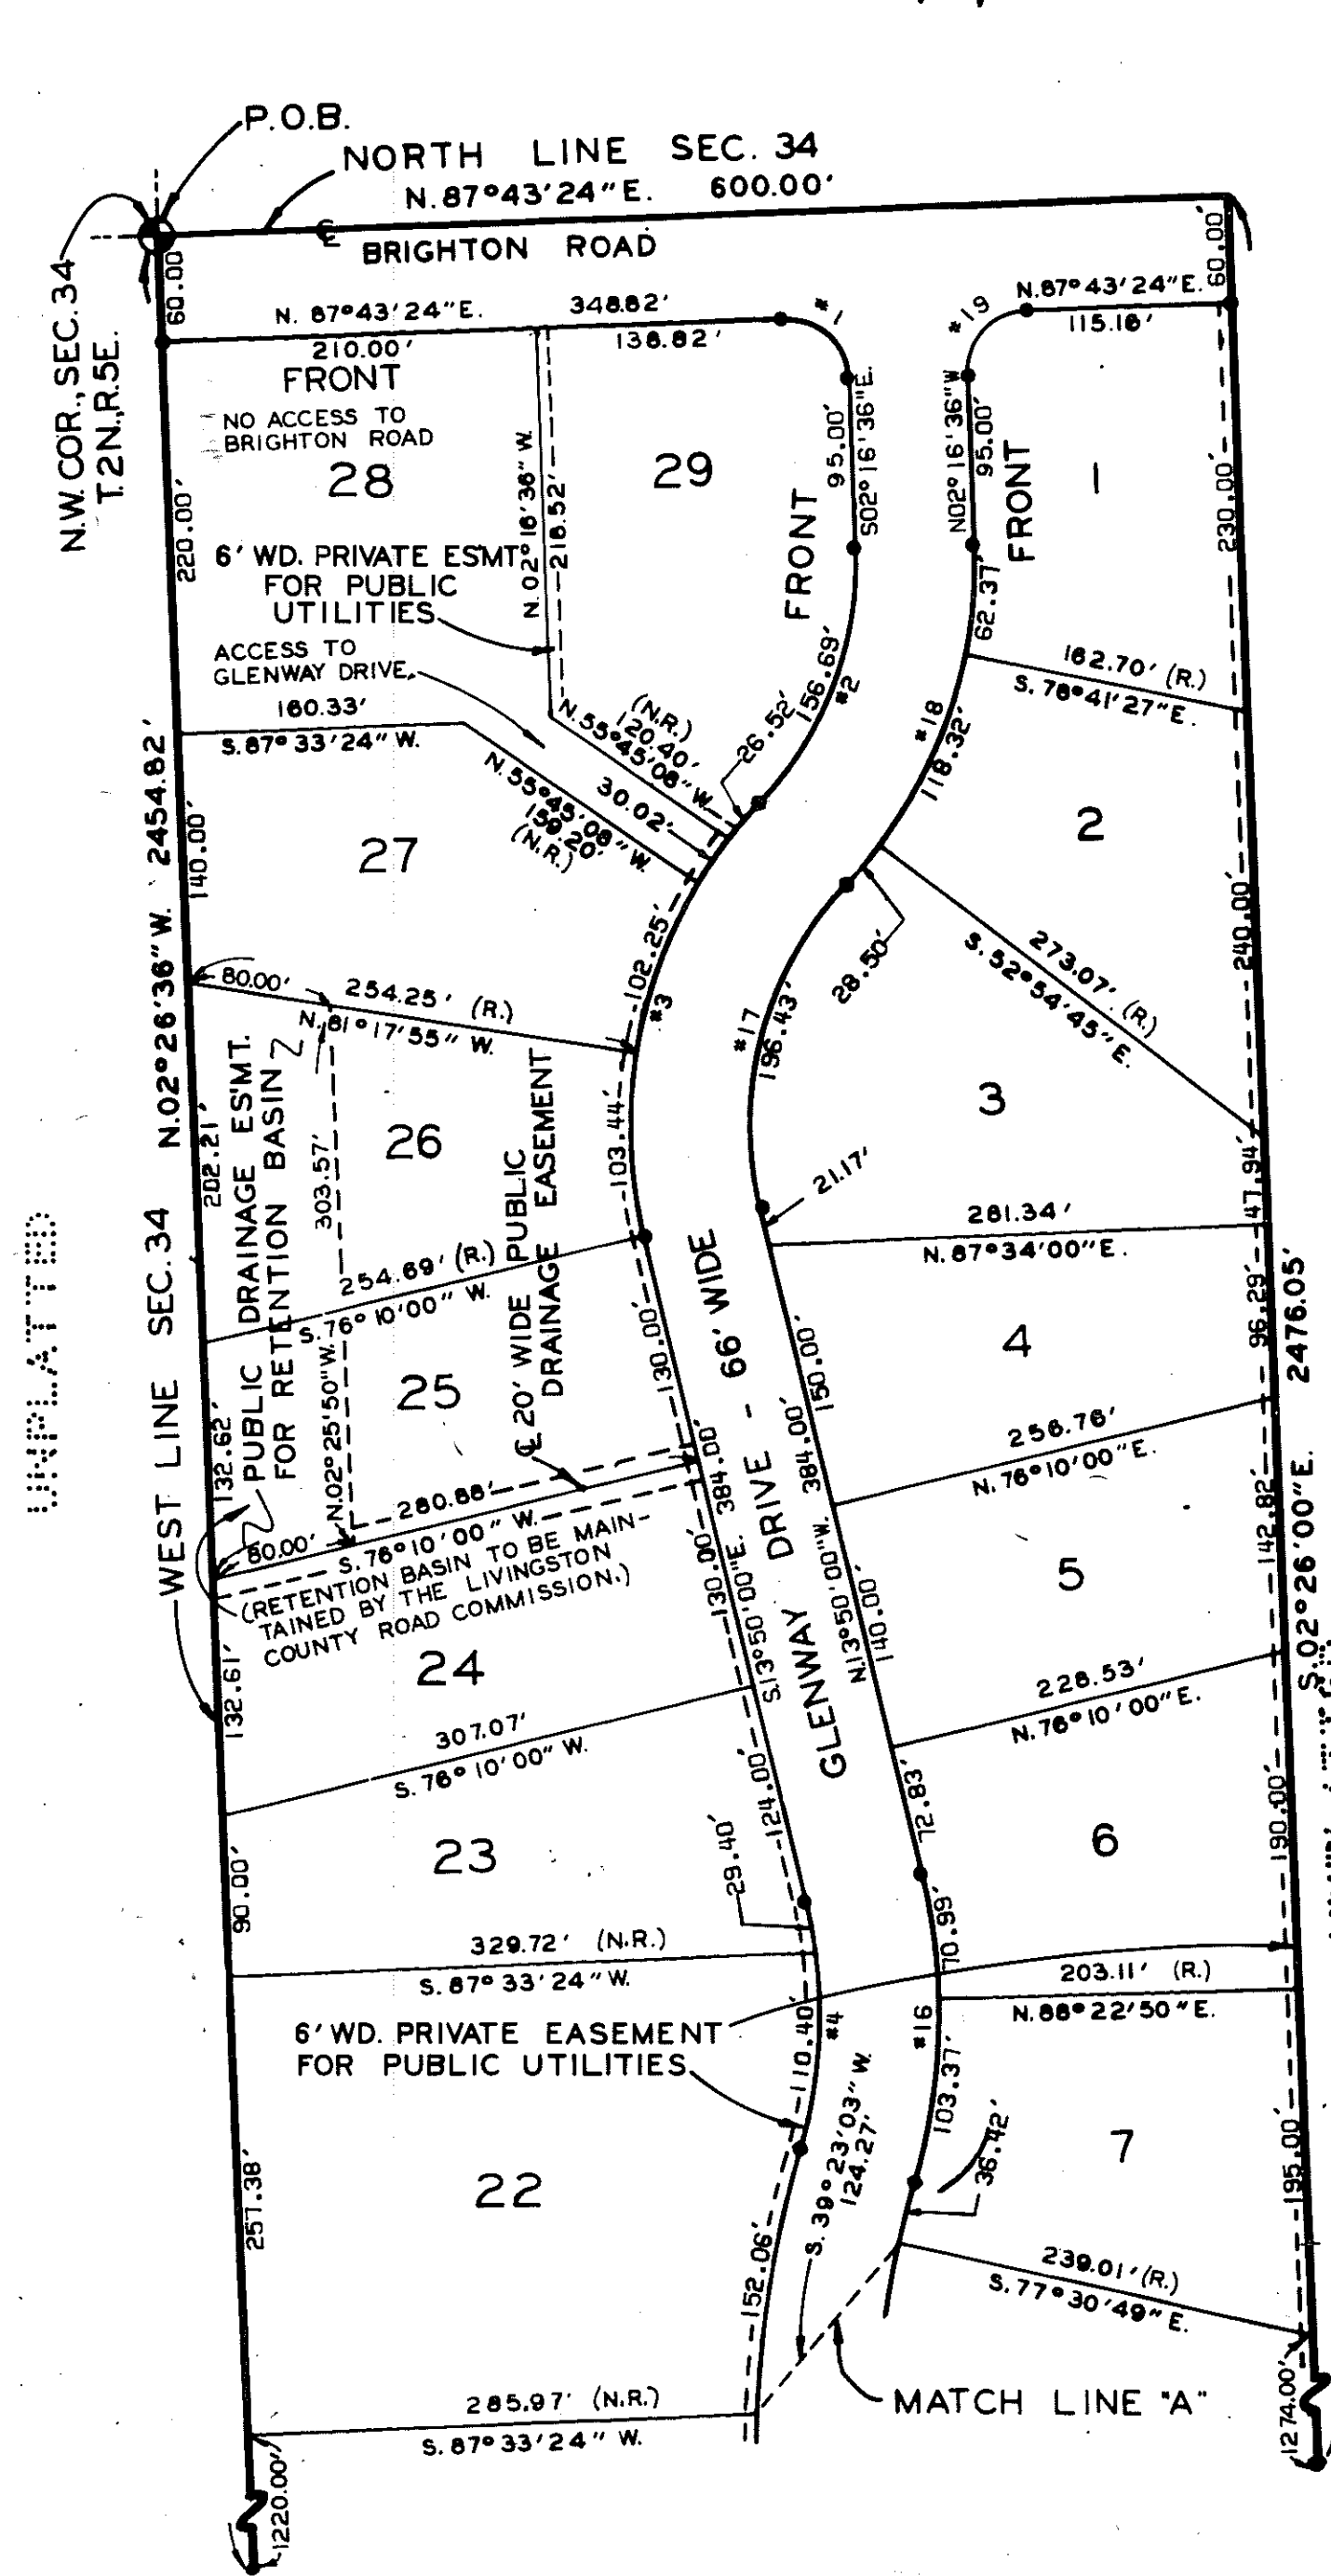 P.O.B.
NORTH LINE SEC. 34
N. 87°43'24"E. 600.00'
BRIGHTON ROAD
N.W. COR., SEC. 34
T.2N., R.5E.
60.00'
60.00'
N. 87°43'24"E. 348.82'
210.00'
138.82'
#1
#19
N.87°43'24"E.
115.18'
FRONT
NO ACCESS TO
BRIGHTON ROAD
28
29
1
220.00'
N. 02°16'36" W.
218.52'
FRONT
95.00'
S02°16'36"E.
N02°16'36"W
95.00'
FRONT
230.00'
6' WD. PRIVATE ESMT.
FOR PUBLIC
UTILITIES
ACCESS TO
GLENWAY DRIVE
160.33'
S.87°33'24" W.
62.37'
162.70' (R.)
S. 78°41'27"E.
156.69'
#2
26.52'
(N.R.)
120.40'
N.55°45'08" W.
30.02'
N. 55°45'08" W.
159.20'
(N.R.)
#18
118.32'
2
27
140.00'
N.02°26'36"W. 2454.82'
240.00'
273.07' (R.)
S. 52°54'45" E.
28.50'
102.25'
#3
#17
196.43'
80.00'
254.25' (R.)
N. 81°17'55" W.
3
26
202.21'
PUBLIC DRAINAGE ES'MT.
FOR RETENTION BASIN
303.57'
103.44'
℄ 20' WIDE PUBLIC
DRAINAGE EASEMENT
21.17'
47.94'
281.34'
N. 87°34'00"E.
254.69' (R.)
S. 76°10'00" W.
UNPLATTED
WEST LINE SEC. 34
4
96.29'
S.02°26'00"E. 2476.05'
25
132.62'
N.02°25'50"W.
130.00'
150.00'
256.76'
N. 76°10'00"E.
280.88'
80.00'
S. 76°10'00" W.
(RETENTION BASIN TO BE MAIN-
TAINED BY THE LIVINGSTON
COUNTY ROAD COMMISSION.)
GLENWAY DRIVE - 66' WIDE
S.13°50'00"E. 384.00'
N.13°50'00"W. 384.00'
130.00'
140.00'
5
142.82'
24
132.61'
307.07'
S. 76°10'00" W.
228.53'
N. 76°10'00"E.
124.00'
72.83'
23
90.00'
29.40'
6
190.00'
329.72' (N.R.)
S. 87°33'24" W.
70.99'
203.11' (R.)
N. 88°22'50"E.
6' WD. PRIVATE EASEMENT
FOR PUBLIC UTILITIES
110.40'
#4
#16
103.37'
S. 39°23'03" W.
124.27'
36.42'
7
22
257.38'
195.00'
152.06'
239.01' (R.)
S. 77°30'49" E.
MATCH LINE "A"
285.97' (N.R.)
S. 87°33'24" W.
1220.00'
1274.00'